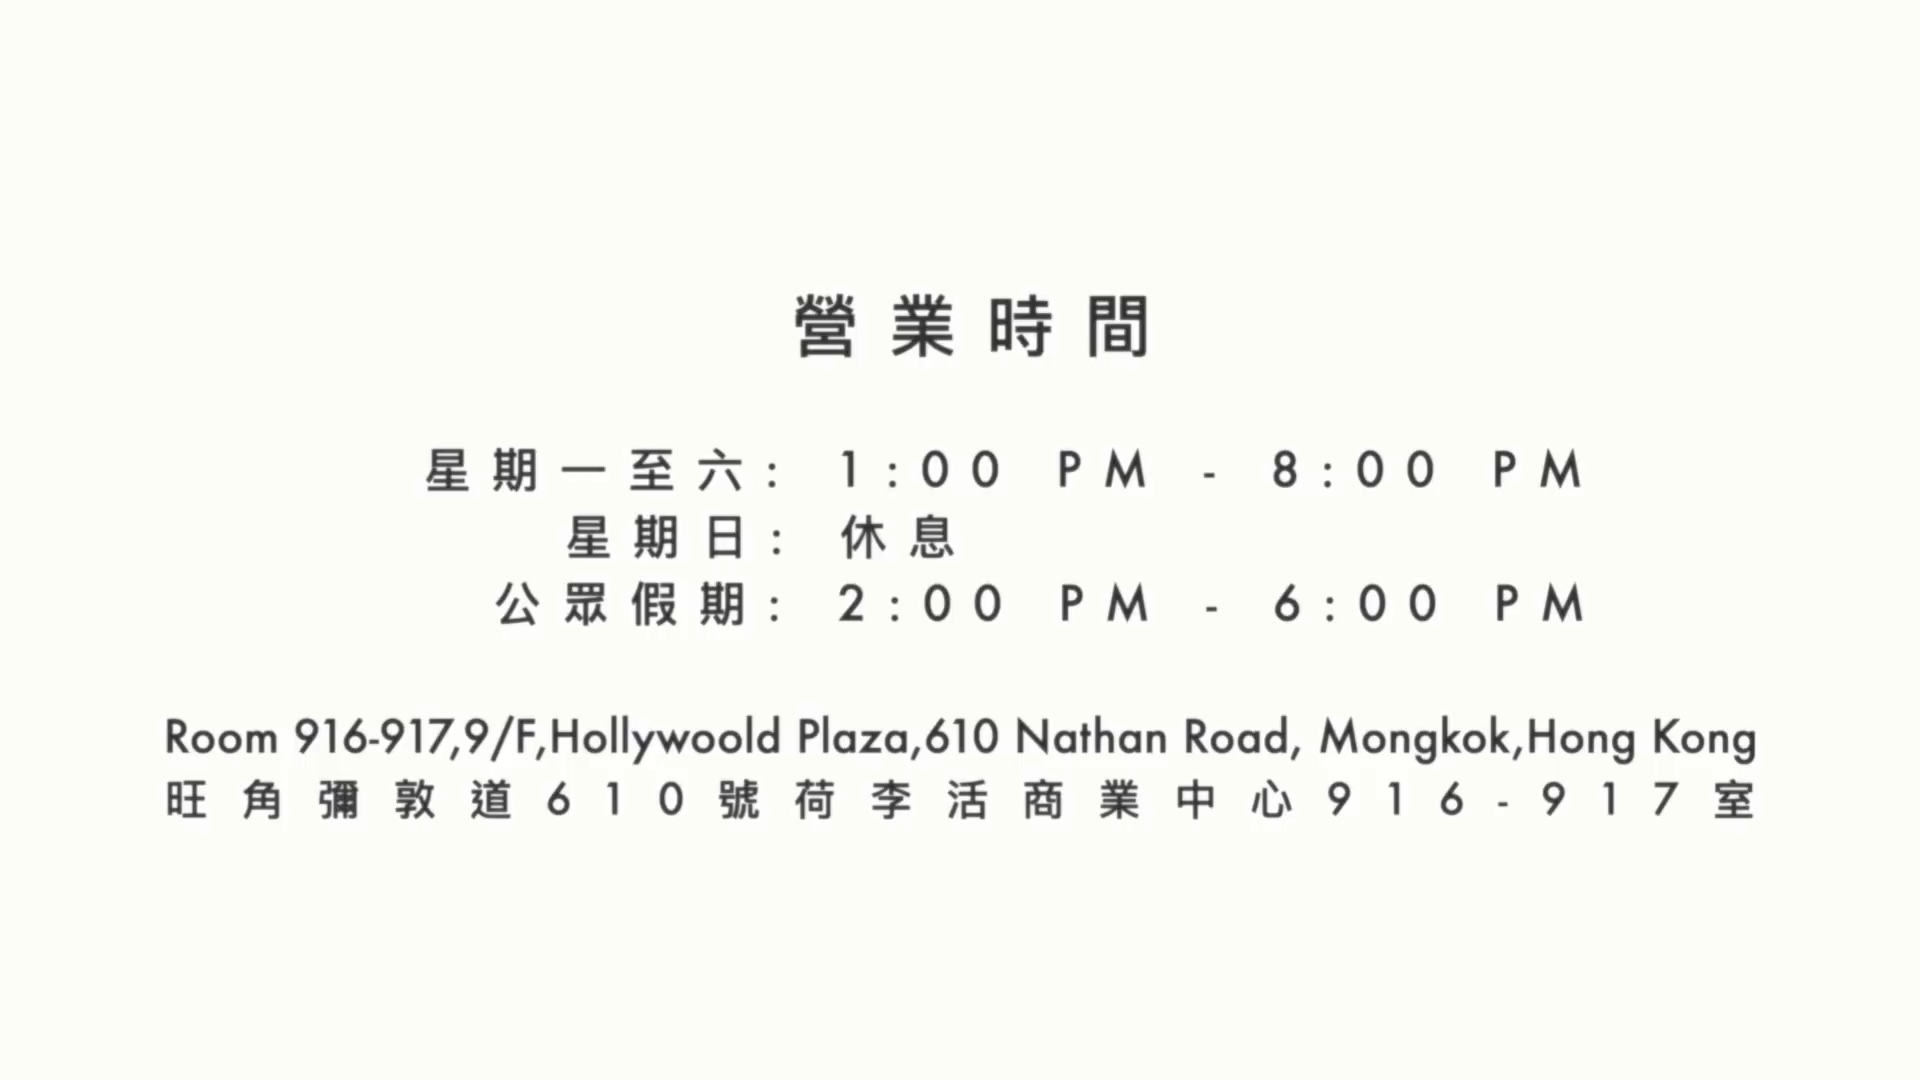 營業時間
星期一至六: 1:00 PM - 8:00 PM
星期日: 休息
公眾假期: 2:00 PM - 6:00 PM
Room 916-917,9/F,Hollywoold Plaza,610 Nathan Road, Mongkok,Hong Kong
旺角彌敦道610號荷李活商業中心916-917室